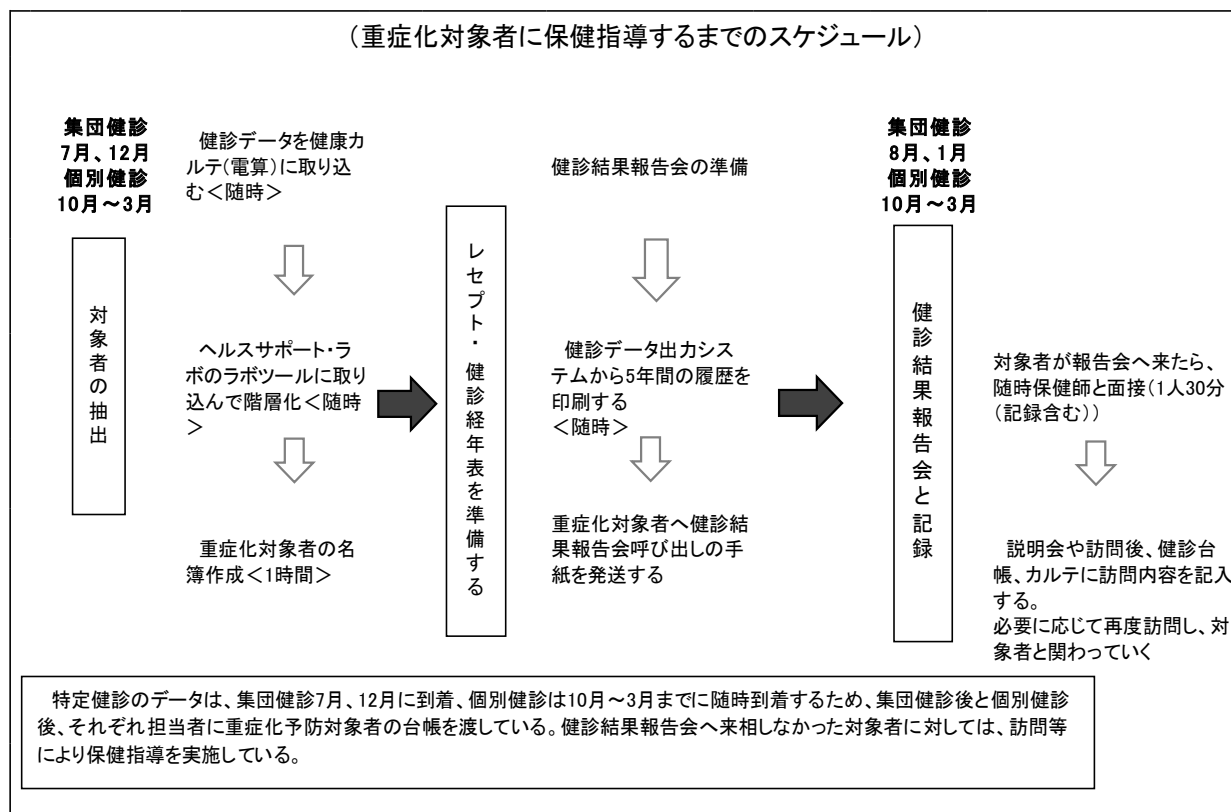 （重症化対象者に保健指導するまでのスケジュール）
集団健診
7月、12月
個別健診
10月～3月
対象者の抽出
健診データを健康カ
ルテ（電算）に取り込
む＜随時＞
ヘルスサポート・ラ
ボのラボツールに取り
込んで階層化＜随時
＞
重症化対象者の名
簿作成＜1時間＞
レセプト・健診経年表を準備する
健診結果報告会の準備
健診データ出力シス
テムから5年間の履歴を
印刷する
＜随時＞
重症化対象者へ健診結
果報告会呼び出しの手
紙を発送する
集団健診
8月、1月
個別健診
10月～3月
健診結果報告会と記録
対象者が報告会へ来たら、
随時保健師と面接（1人30分
（記録含む））
説明会や訪問後、健診台
帳、カルテに訪問内容を記入
する。
必要に応じて再度訪問し、対
象者と関わっていく
特定健診のデータは、集団健診7月、12月に到着、個別健診は10月～3月までに随時到着するため、集団健診後と個別健診
後、それぞれ担当者に重症化予防対象者の台帳を渡している。健診結果報告会へ来相しなかった対象者に対しては、訪問等
により保健指導を実施している。